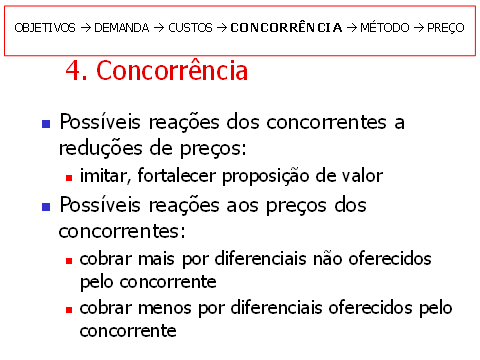 OBJETIVOS → DEMANDA → CUSTOS → CONCORRÊNCIA → MÉTODO → PREÇO
4. Concorrência
Possíveis reações dos concorrentes a
reduções de preços:
imitar, fortalecer proposição de valor
Possíveis reações aos preços dos
concorrentes:
cobrar mais por diferenciais não oferecidos
pelo concorrente
cobrar menos por diferenciais oferecidos pelo
concorrente